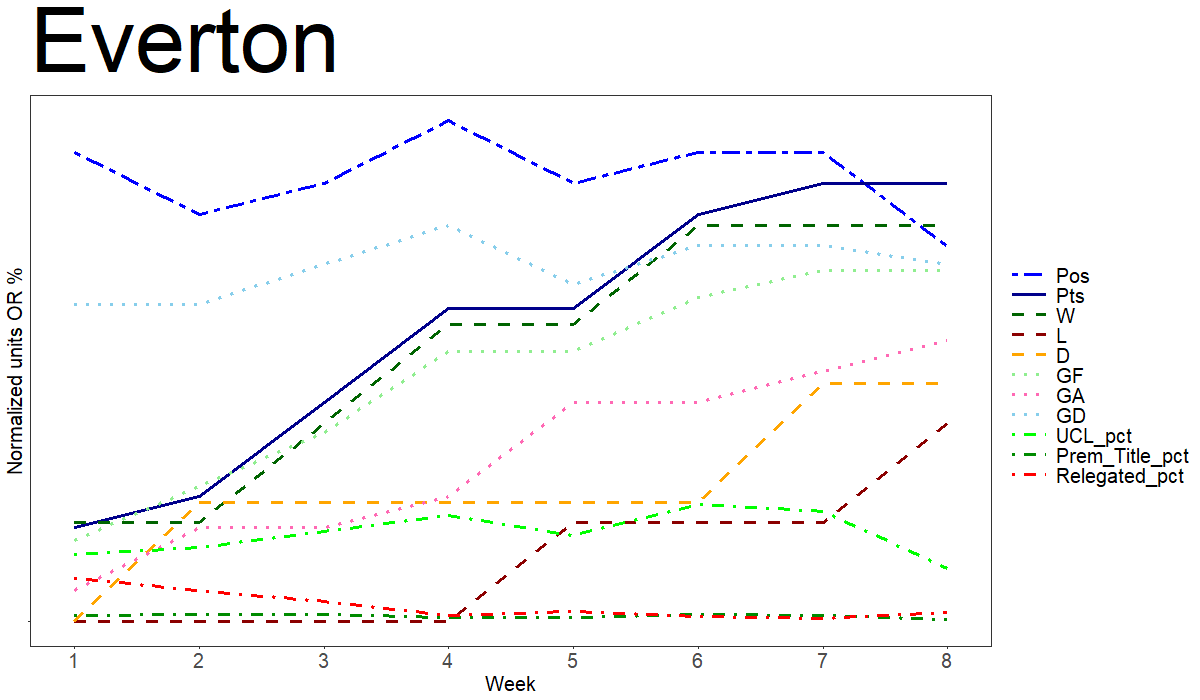 Everton
Normalized units OR %
1 2 3 4 5 6 7 8
Week
Pos
Pts
W
L
D
GF
GA
GD
UCL_pct
Prem_Title_pct
Relegated_pct